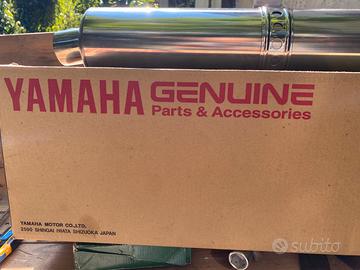 YAMAHA GENUINE
Parts & Accessories
YAMAHA MOTOR CO.,LTD.
2500 SHINGAI IWATA SHIZUOKA JAPAN
subito